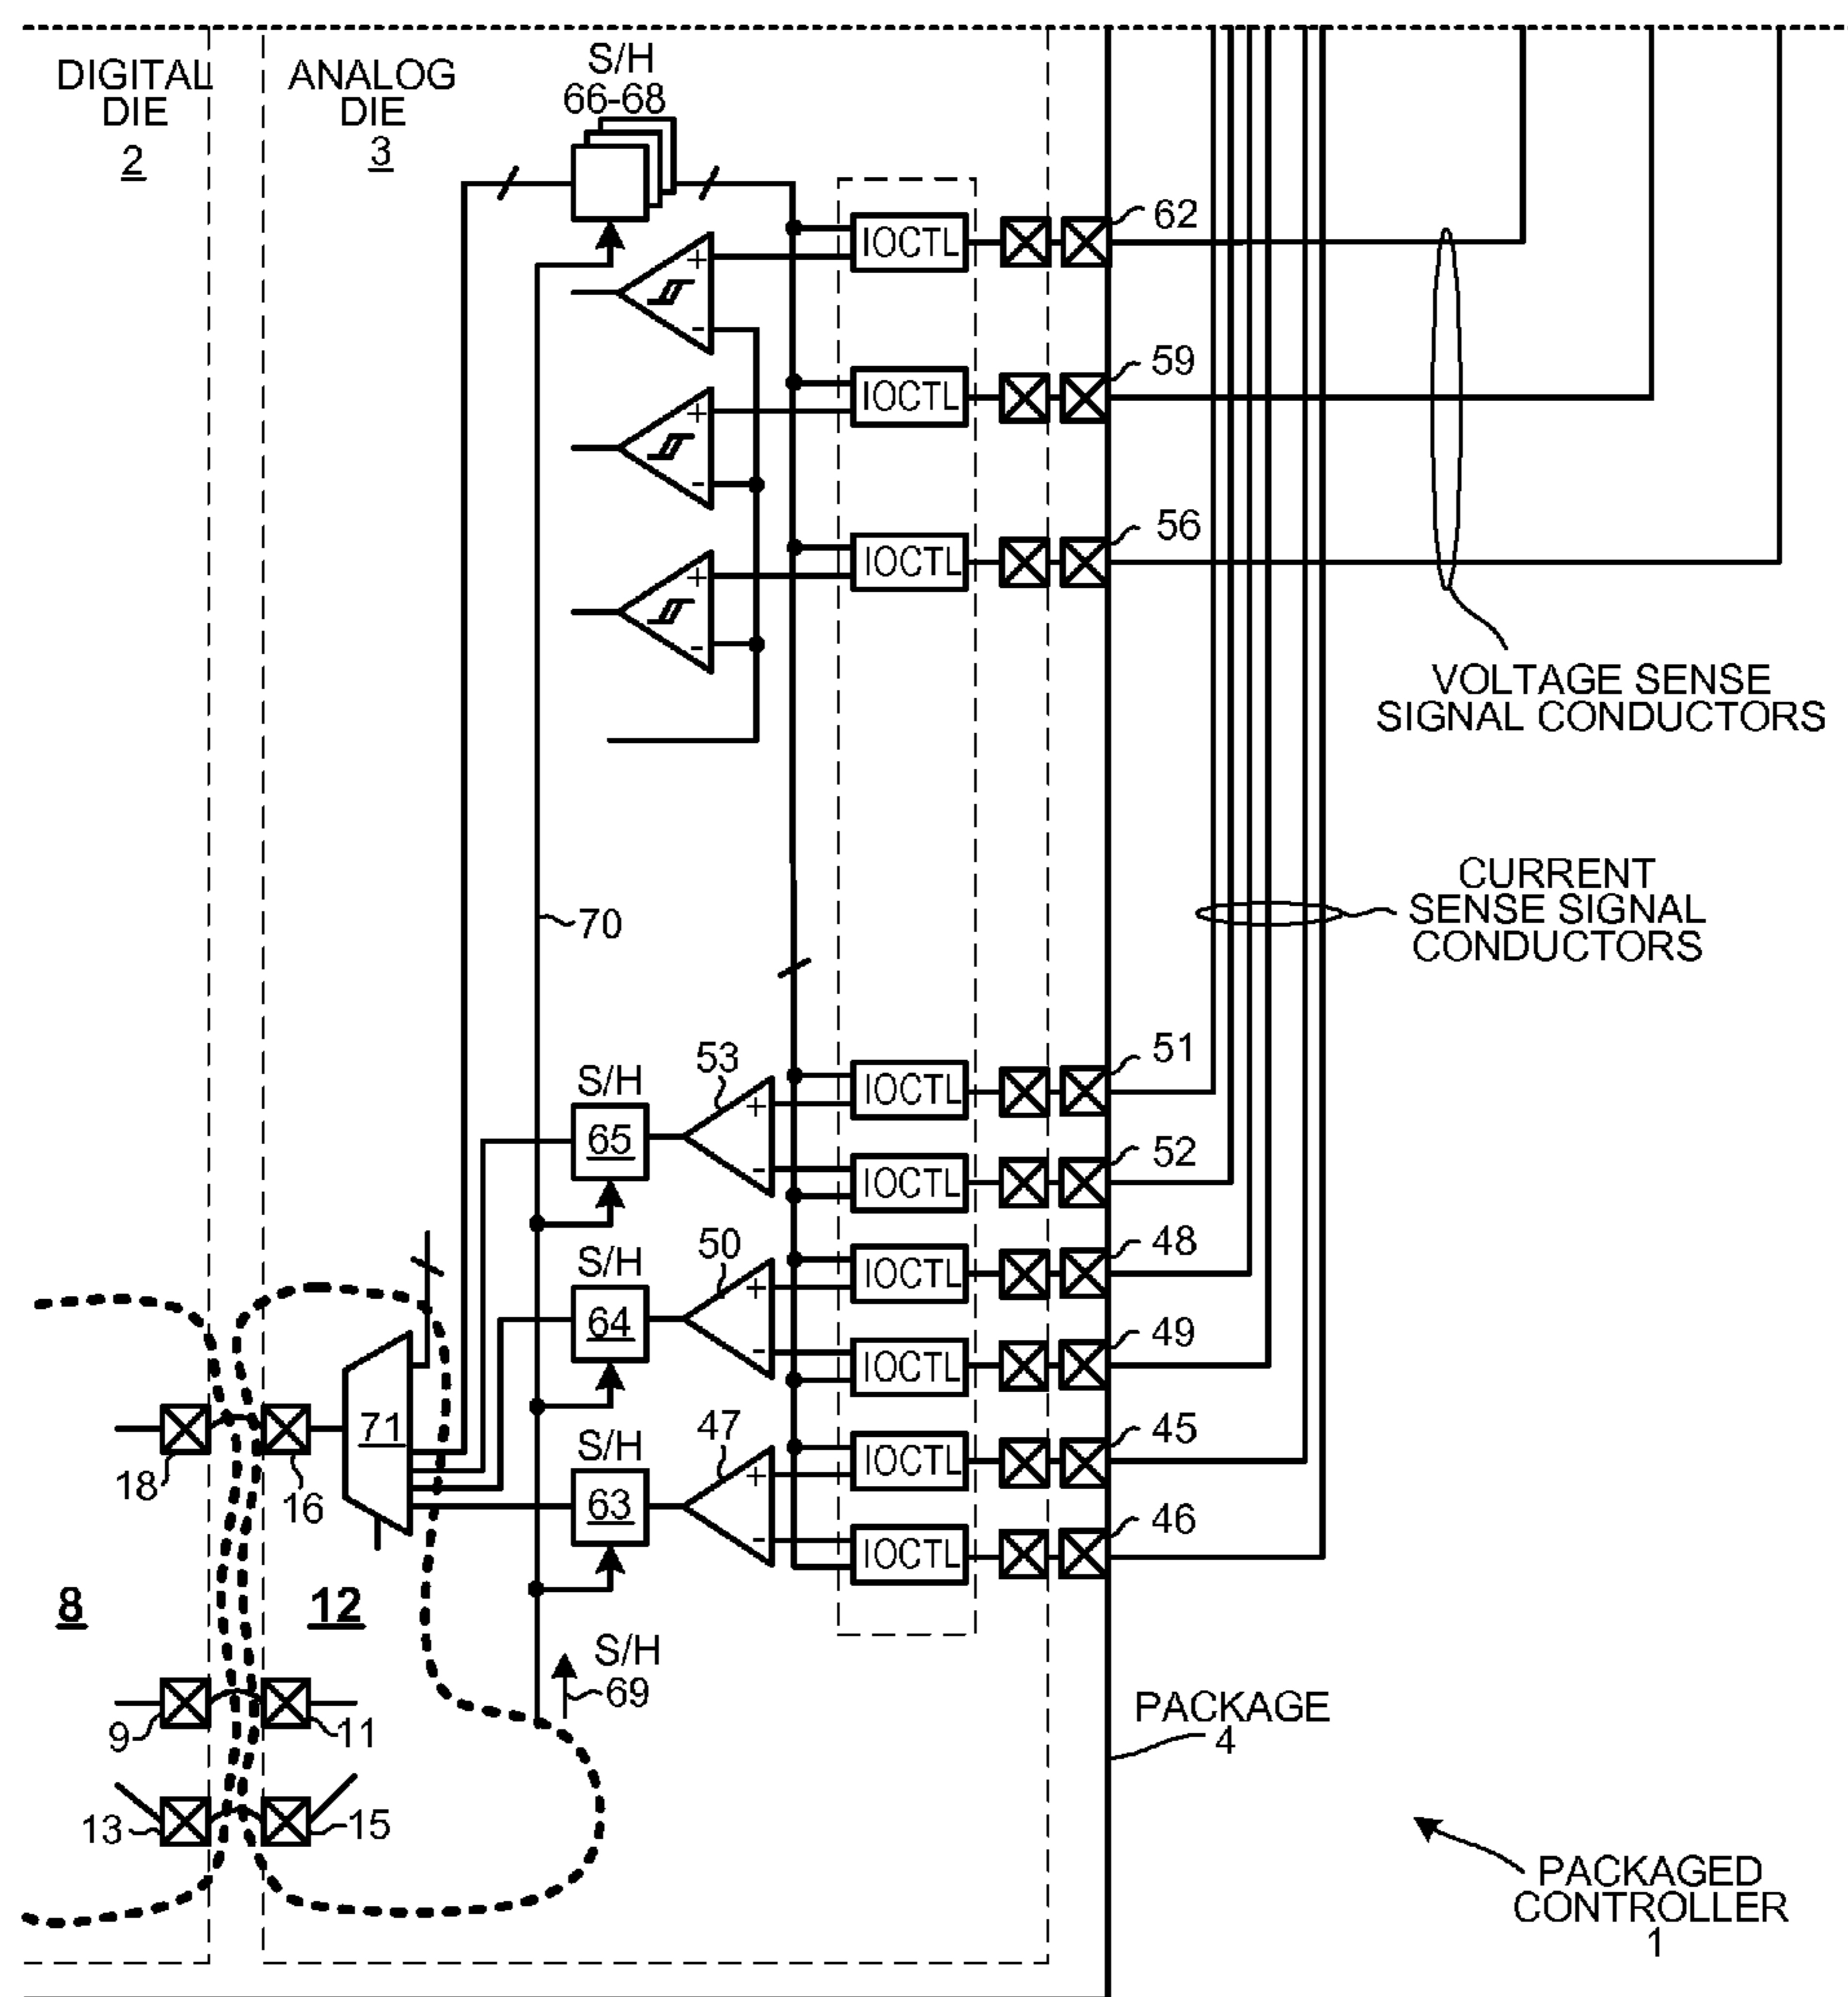 DIGITAL
DIE
2
ANALOG
DIE
3
S/H
66-68
IOCTL
62
+
-
IOCTL
59
+
-
IOCTL
56
+
-
VOLTAGE SENSE
SIGNAL CONDUCTORS
CURRENT
SENSE SIGNAL
CONDUCTORS
70
S/H
65
53
+
-
IOCTL
51
IOCTL
52
S/H
64
50
+
-
IOCTL
48
IOCTL
49
S/H
63
47
+
-
IOCTL
45
IOCTL
46
71
18
16
8
12
S/H
69
9
11
13
15
PACKAGE
4
PACKAGED
CONTROLLER
1